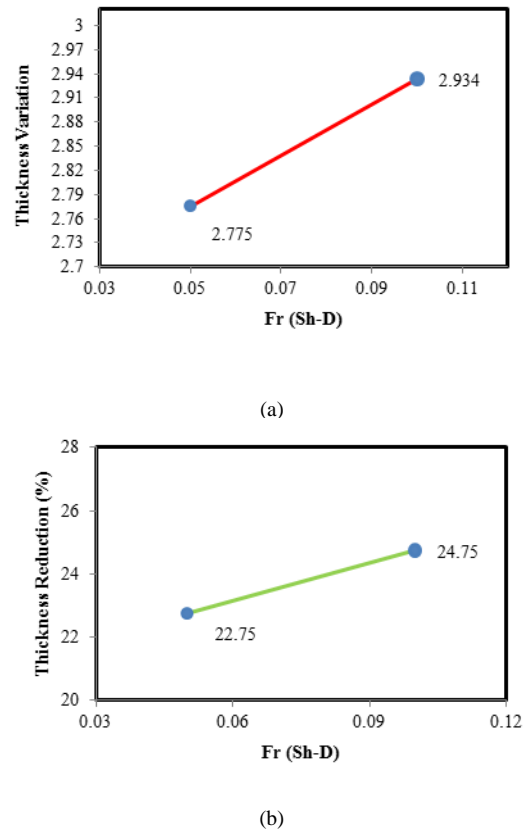 3
2.97
2.94
2.91
2.88
2.85
2.82
2.79
2.76
2.73
2.7
Thickness Variation
2.934
2.775
0.03 0.05 0.07 0.09 0.11
Fr (Sh-D)
(a)
28
26
24
22
20
Thickness Reduction (%)
24.75
22.75
0.03 0.06 0.09 0.12
Fr (Sh-D)
(b)